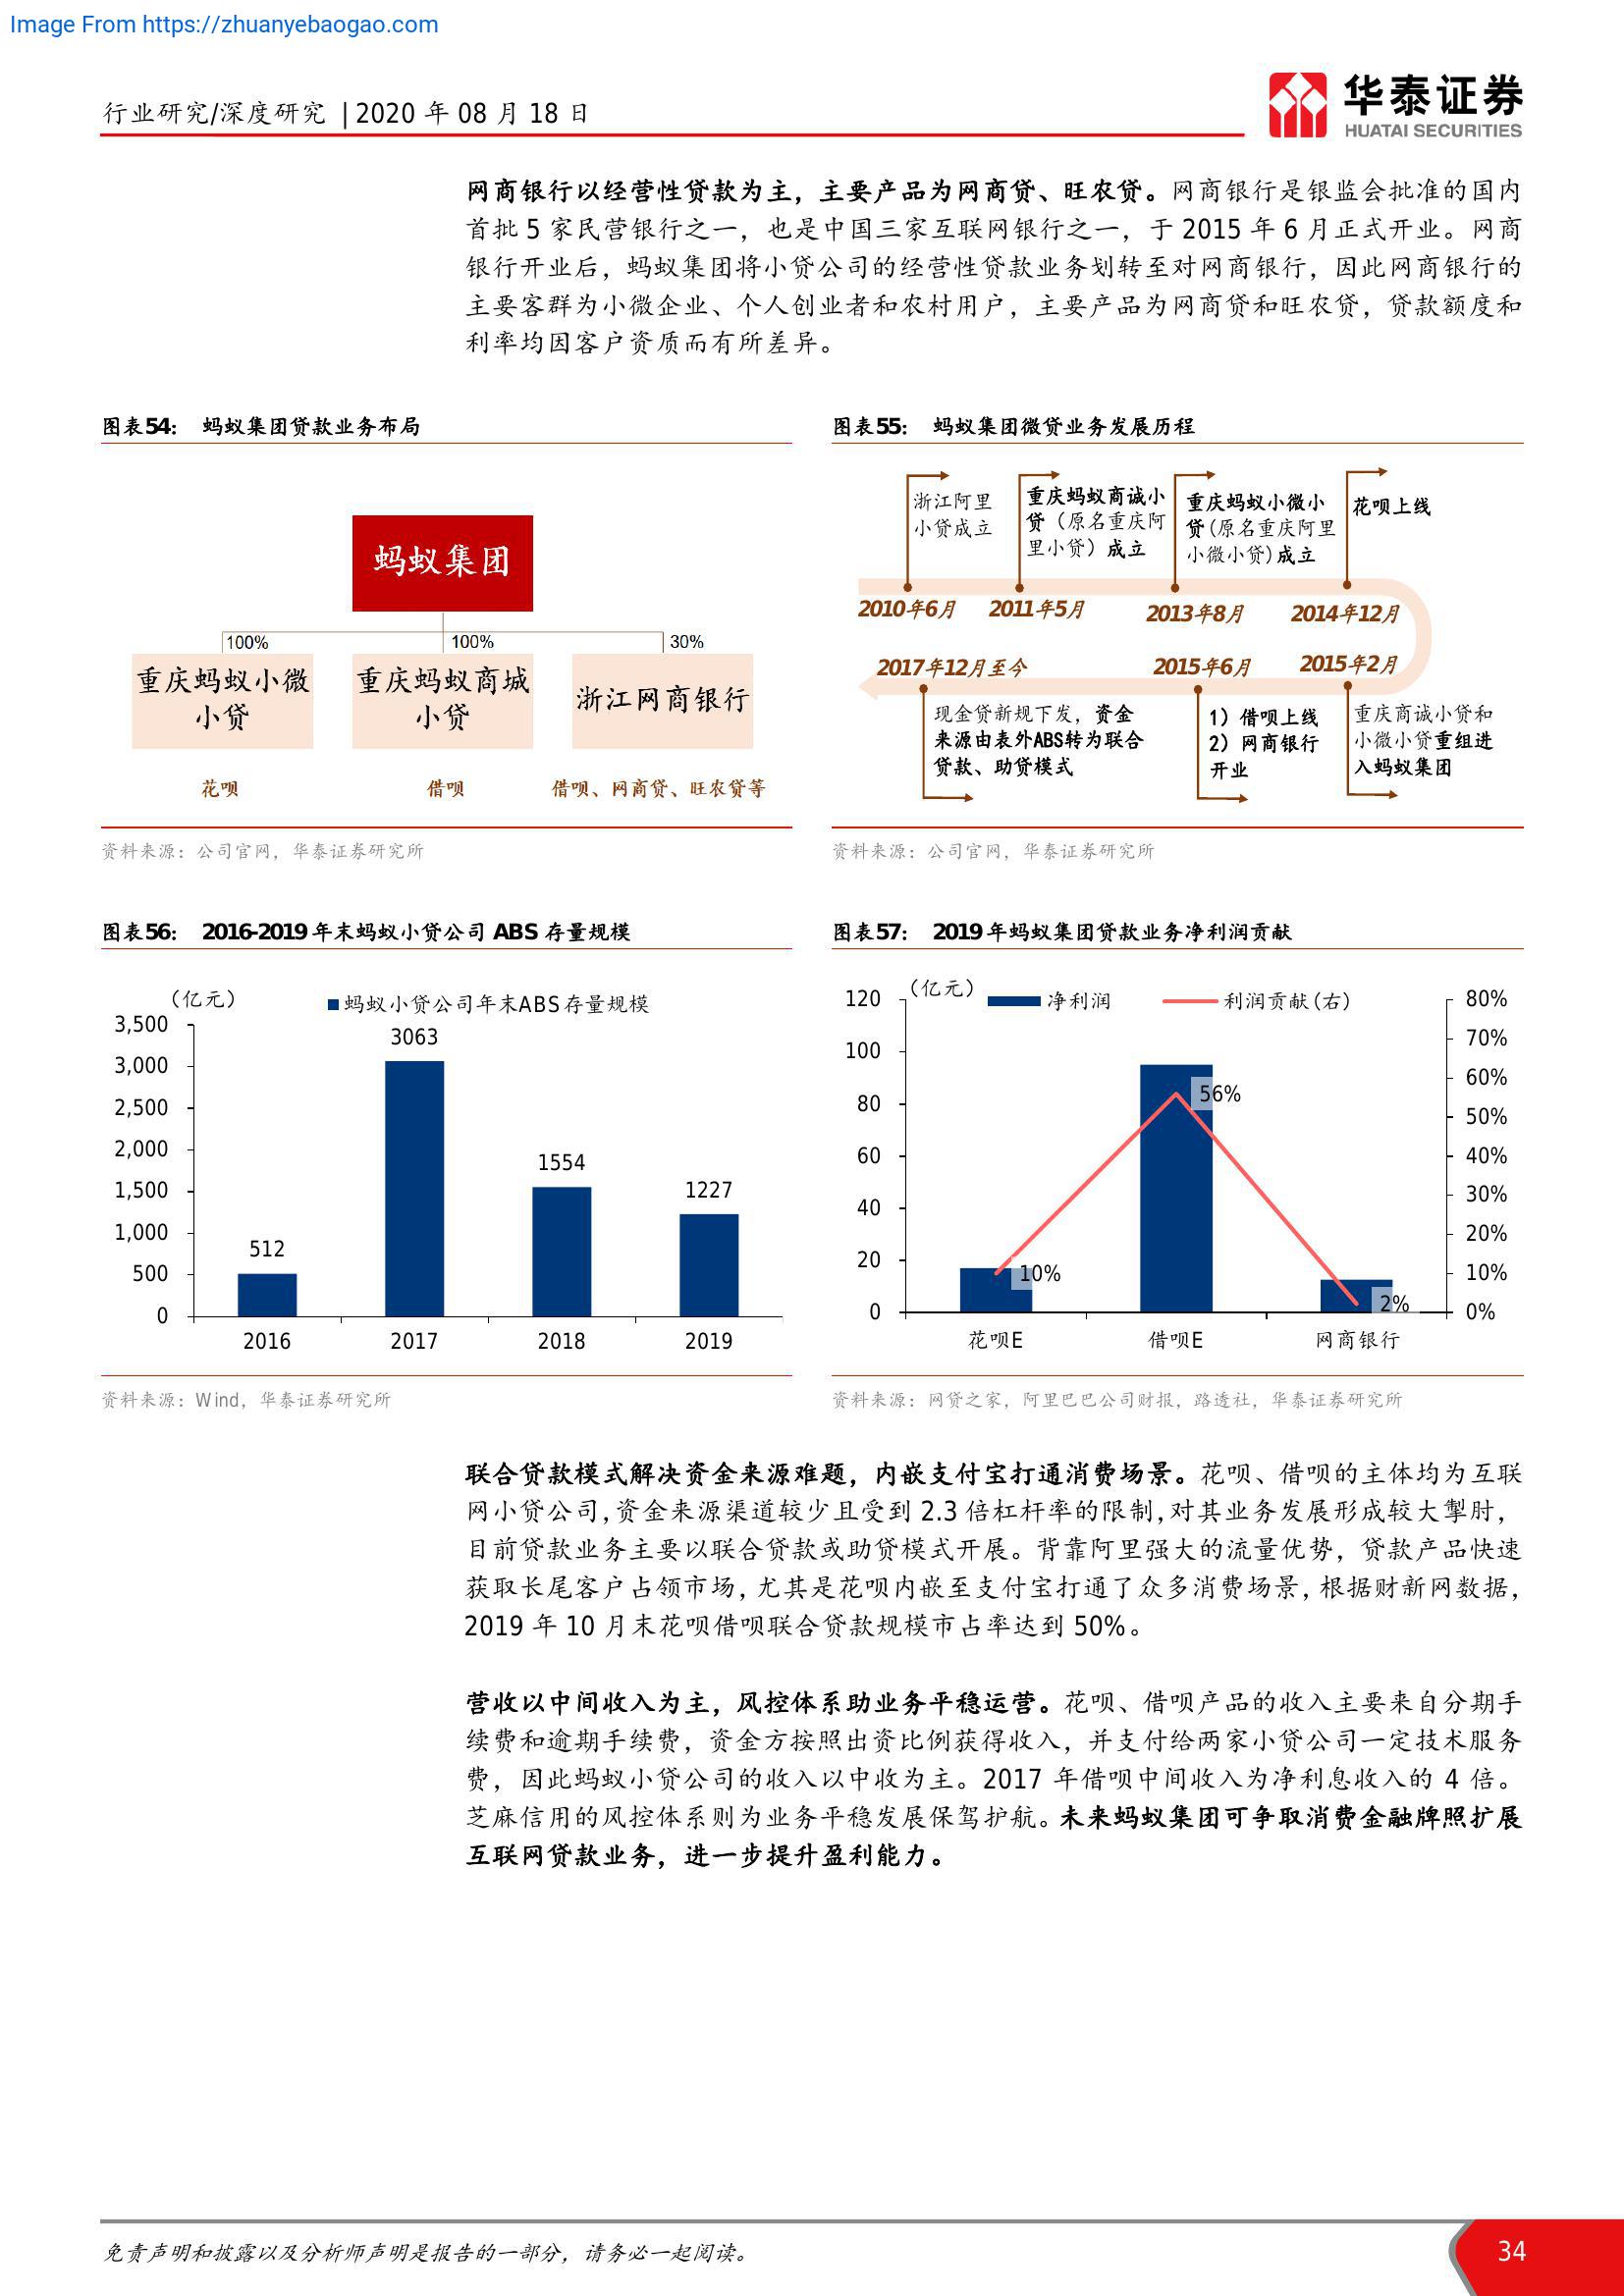 Image From https://zhuanyebaogao.com
行业研究/深度研究 | 2020 年 08 月 18 日
华泰证券
HUATAI SECURITIES
网商银行以经营性贷款为主，主要产品为网商贷、旺农贷。网商银行是银监会批准的国内
首批 5 家民营银行之一，也是中国三家互联网银行之一，于 2015 年 6 月正式开业。网商
银行开业后，蚂蚁集团将小贷公司的经营性贷款业务划转至对网商银行，因此网商银行的
主要客群为小微企业、个人创业者和农村用户，主要产品为网商贷和旺农贷，贷款额度和
利率均因客户资质而有所差异。
图表54： 蚂蚁集团贷款业务布局
蚂蚁集团
100%
100%
30%
重庆蚂蚁小微
小贷
重庆蚂蚁商城
小贷
浙江网商银行
花呗
借呗
借呗、网商贷、旺农贷等
资料来源：公司官网，华泰证券研究所
图表55： 蚂蚁集团微贷业务发展历程
浙江阿里
小贷成立
重庆蚂蚁商诚小
贷（原名重庆阿
里小贷）成立
重庆蚂蚁小微小
贷(原名重庆阿里
小微小贷)成立
花呗上线
2010年6月
2011年5月
2013年8月
2014年12月
2017年12月至今
2015年6月
2015年2月
现金贷新规下发，资金
来源由表外ABS转为联合
贷款、助贷模式
1）借呗上线
2）网商银行
开业
重庆商诚小贷和
小微小贷重组进
入蚂蚁集团
资料来源：公司官网，华泰证券研究所
图表56： 2016-2019 年末蚂蚁小贷公司 ABS 存量规模
（亿元）
蚂蚁小贷公司年末ABS存量规模
3,500
3,000
2,500
2,000
1,500
1,000
500
0
512
3063
1554
1227
2016
2017
2018
2019
资料来源：Wind，华泰证券研究所
图表57： 2019 年蚂蚁集团贷款业务净利润贡献
（亿元）
净利润
利润贡献(右)
120
100
80
60
40
20
0
80%
70%
60%
50%
40%
30%
20%
10%
0%
10%
56%
2%
花呗E
借呗E
网商银行
资料来源：网贷之家，阿里巴巴公司财报，路透社，华泰证券研究所
联合贷款模式解决资金来源难题，内嵌支付宝打通消费场景。花呗、借呗的主体均为互联
网小贷公司，资金来源渠道较少且受到 2.3 倍杠杆率的限制，对其业务发展形成较大掣肘，
目前贷款业务主要以联合贷款或助贷模式开展。背靠阿里强大的流量优势，贷款产品快速
获取长尾客户占领市场，尤其是花呗内嵌至支付宝打通了众多消费场景，根据财新网数据，
2019 年 10 月末花呗借呗联合贷款规模市占率达到 50%。
营收以中间收入为主，风控体系助业务平稳运营。花呗、借呗产品的收入主要来自分期手
续费和逾期手续费，资金方按照出资比例获得收入，并支付给两家小贷公司一定技术服务
费，因此蚂蚁小贷公司的收入以中收为主。2017 年借呗中间收入为净利息收入的 4 倍。
芝麻信用的风控体系则为业务平稳发展保驾护航。未来蚂蚁集团可争取消费金融牌照扩展
互联网贷款业务，进一步提升盈利能力。
免责声明和披露以及分析师声明是报告的一部分，请务必一起阅读。
34